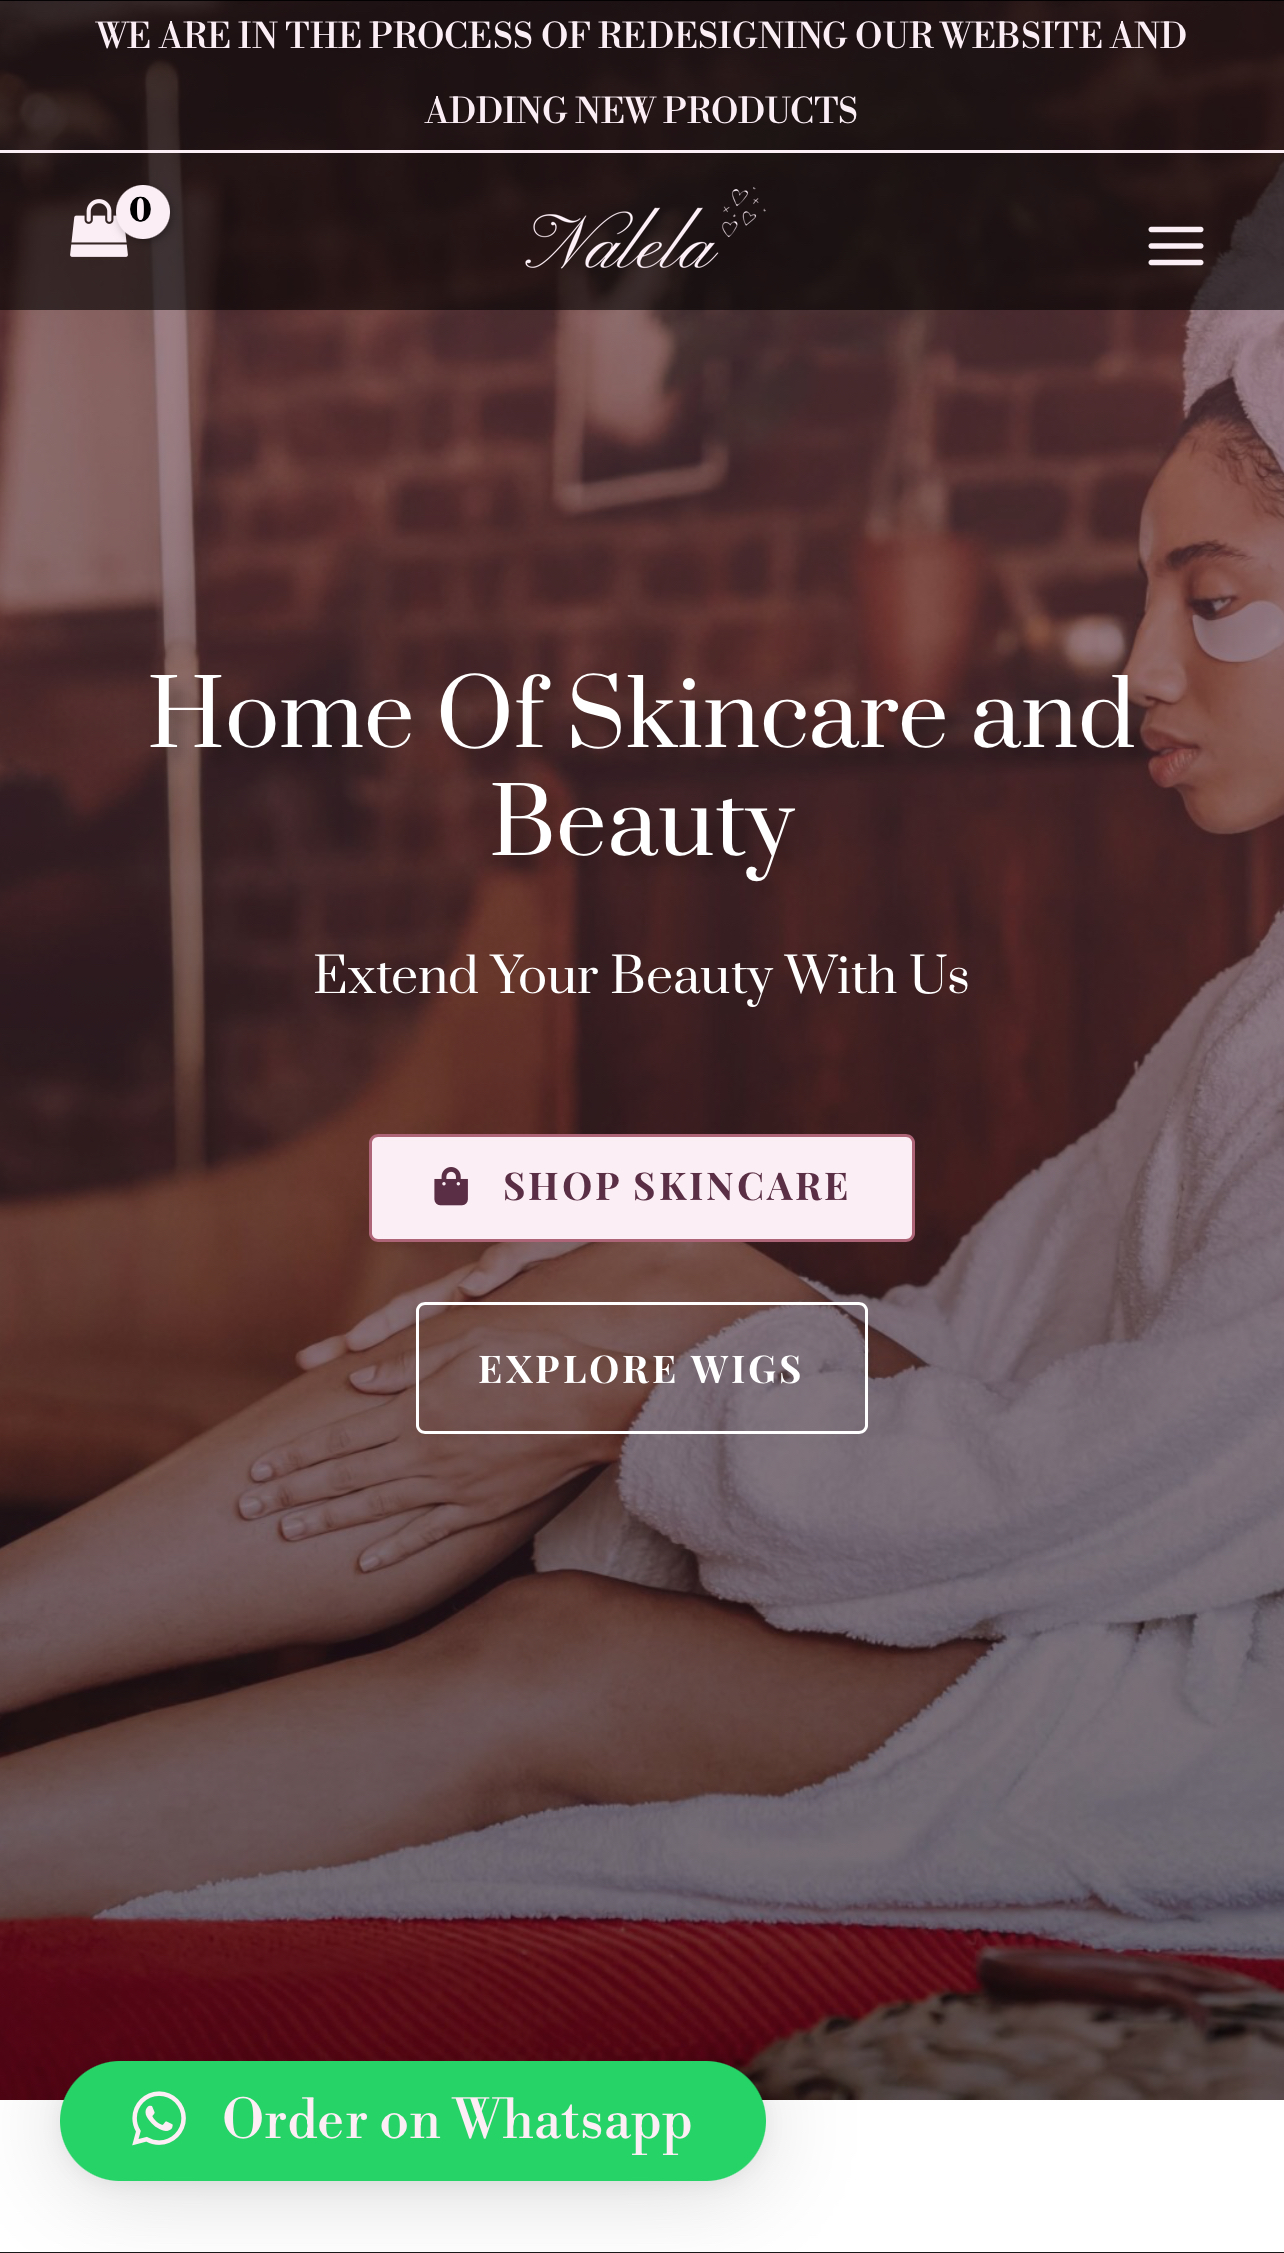 WE ARE IN THE PROCESS OF REDESIGNING OUR WEBSITE AND
ADDING NEW PRODUCTS
0
Nalela
Home Of Skincare and
Beauty
Extend Your Beauty With Us
SHOP SKINCARE
EXPLORE WIGS
Order on Whatsapp